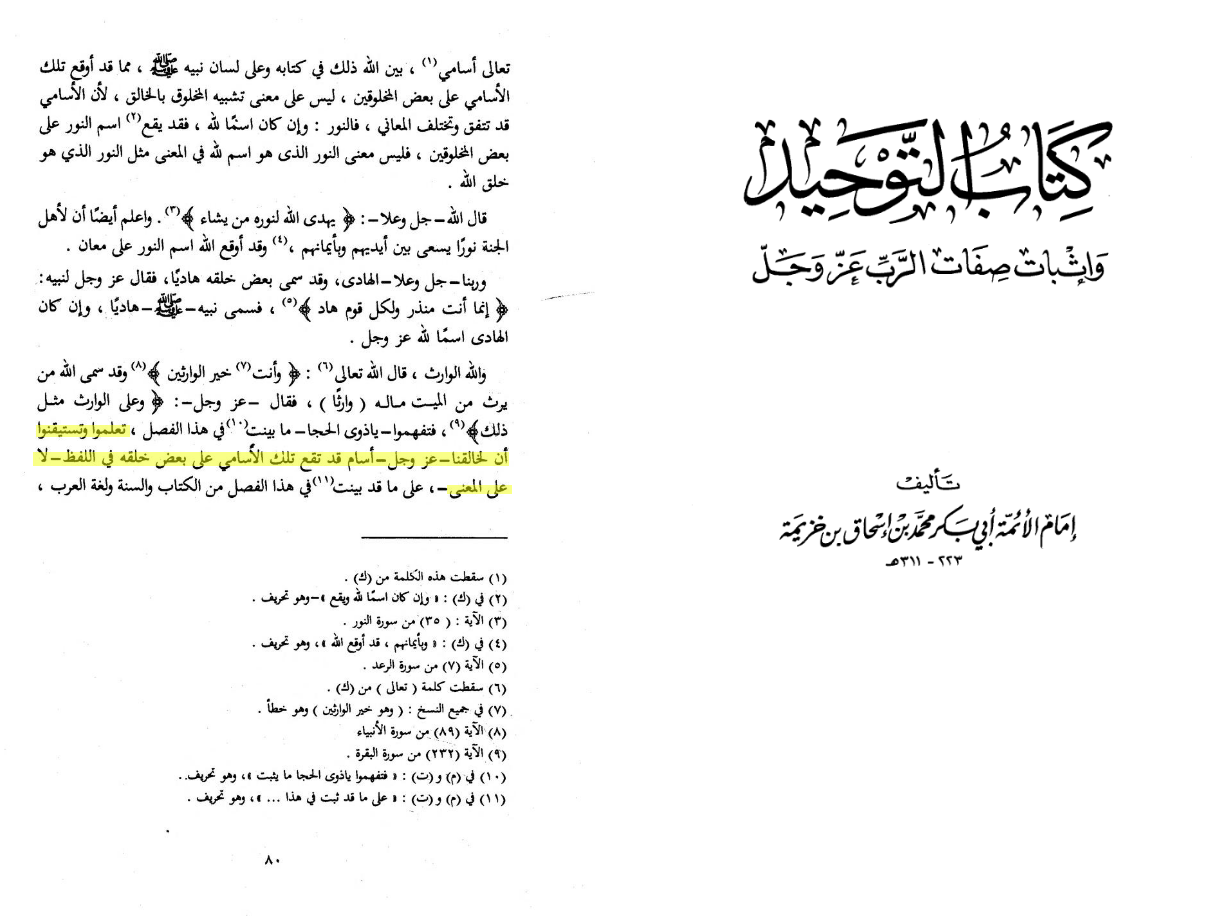 كِتَابُ التَّوْحِيدِ
وَإِثْبَاتِ صِفَاتِ الرَّبِّ عَزَّ وَجَلَّ
تأليف
إمام الأئمة أبي بكر محمد بن إسحاق بن خزيمة
٢٢٣ - ٣١١هـ
تعالى أسامي(١) ، بين الله ذلك في كتابه وعلى لسان نبيه ﷺ ، مما قد أوقع تلك
الأسامي على بعض المخلوقين ، ليس على معنى تشبيه المخلوق بالخالق ، لأن الأسامي
قد تتفق وتختلف المعاني ، فالنور : وإن كان اسمًا لله ، فقد يقع(٢) اسم النور على
بعض المخلوقين ، فليس معنى النور الذى هو اسم لله في المعنى مثل النور الذي هو
خلق الله .
قال الله–جل وعلا–: ﴿ يهدى الله لنوره من يشاء ﴾(٣). واعلم أيضًا أن لأهل
الجنة نورًا يسعى بين أيديهم وبأيمانهم ،(٤) وقد أوقع الله اسم النور على معان .
وربنا–جل وعلا–الهادى، وقد سمى بعض خلقه هاديًا، فقال عز وجل لنبيه:
﴿ إنما أنت منذر ولكل قوم هاد ﴾(٥) ، فسمى نبيه–ﷺ–هاديًا ، وإن كان
الهادى اسمًا لله عز وجل .
والله الوارث ، قال الله تعالى(٦) : ﴿ وأنت(٧) خير الوارثين ﴾(٨) وقد سمى الله من
يرث من الميت مـالـه ( وارثًا ) ، فقال –عز وجل–: ﴿ وعلى الوارث مثـل
ذلك﴾(٩)، فتفهموا–ياذوى الحجا– ما بينت(١٠)في هذا الفصل ، تعلموا وتستيقنوا
أن لخالقنا–عز وجل–أسام قد تقع تلك الأسامي على بعض خلقه في اللفظ–لا
على المعنى–، على ما قد بينت(١١)في هذا الفصل من الكتاب والسنة ولغة العرب ،
(١) سقطت هذه الكلمة من (ك) .
(٢) في (ك) : « وإن كان اسمًا لله ويقع »–وهو تحريف .
(٣) الآية : ( ٣٥ ) من سورة النور .
(٤) في (ك) : « وبأيمانهم ، قد أوقع الله »، وهو تحريف .
(٥) الآية (٧) من سورة الرعد .
(٦) سقطت كلمة ( تعالى ) من (ك) .
(٧) في جميع النسخ : ( وهو خير الوارثين ) وهو خطأ .
(٨) الآية (٨٩) من سورة الأنبياء
(٩) الآية (٢٣٢) من سورة البقرة .
(١٠) في (م) و (ت) : « فتفهموا ياذوى الحجا ما يثبت »، وهو تحريف.
(١١) في (م) و (ت) : « على ما قد ثبت في هذا ... »، وهو تحريف .
٨٠